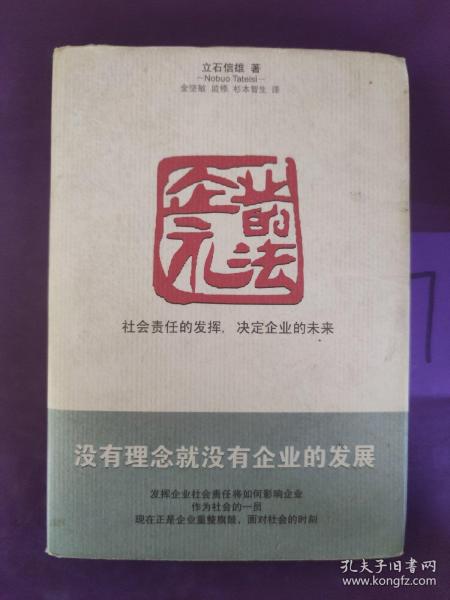 立石信雄 著
—Nobuo Tateisi—
金坚敏 监修 杉本智生 译
企业的
礼法
社会责任的发挥，决定企业的未来
没有理念就没有企业的发展
发挥企业社会责任将如何影响企业
作为社会的一员
现在正是企业重整旗鼓，面对社会的时刻
孔夫子旧书网
www.kongfz.com